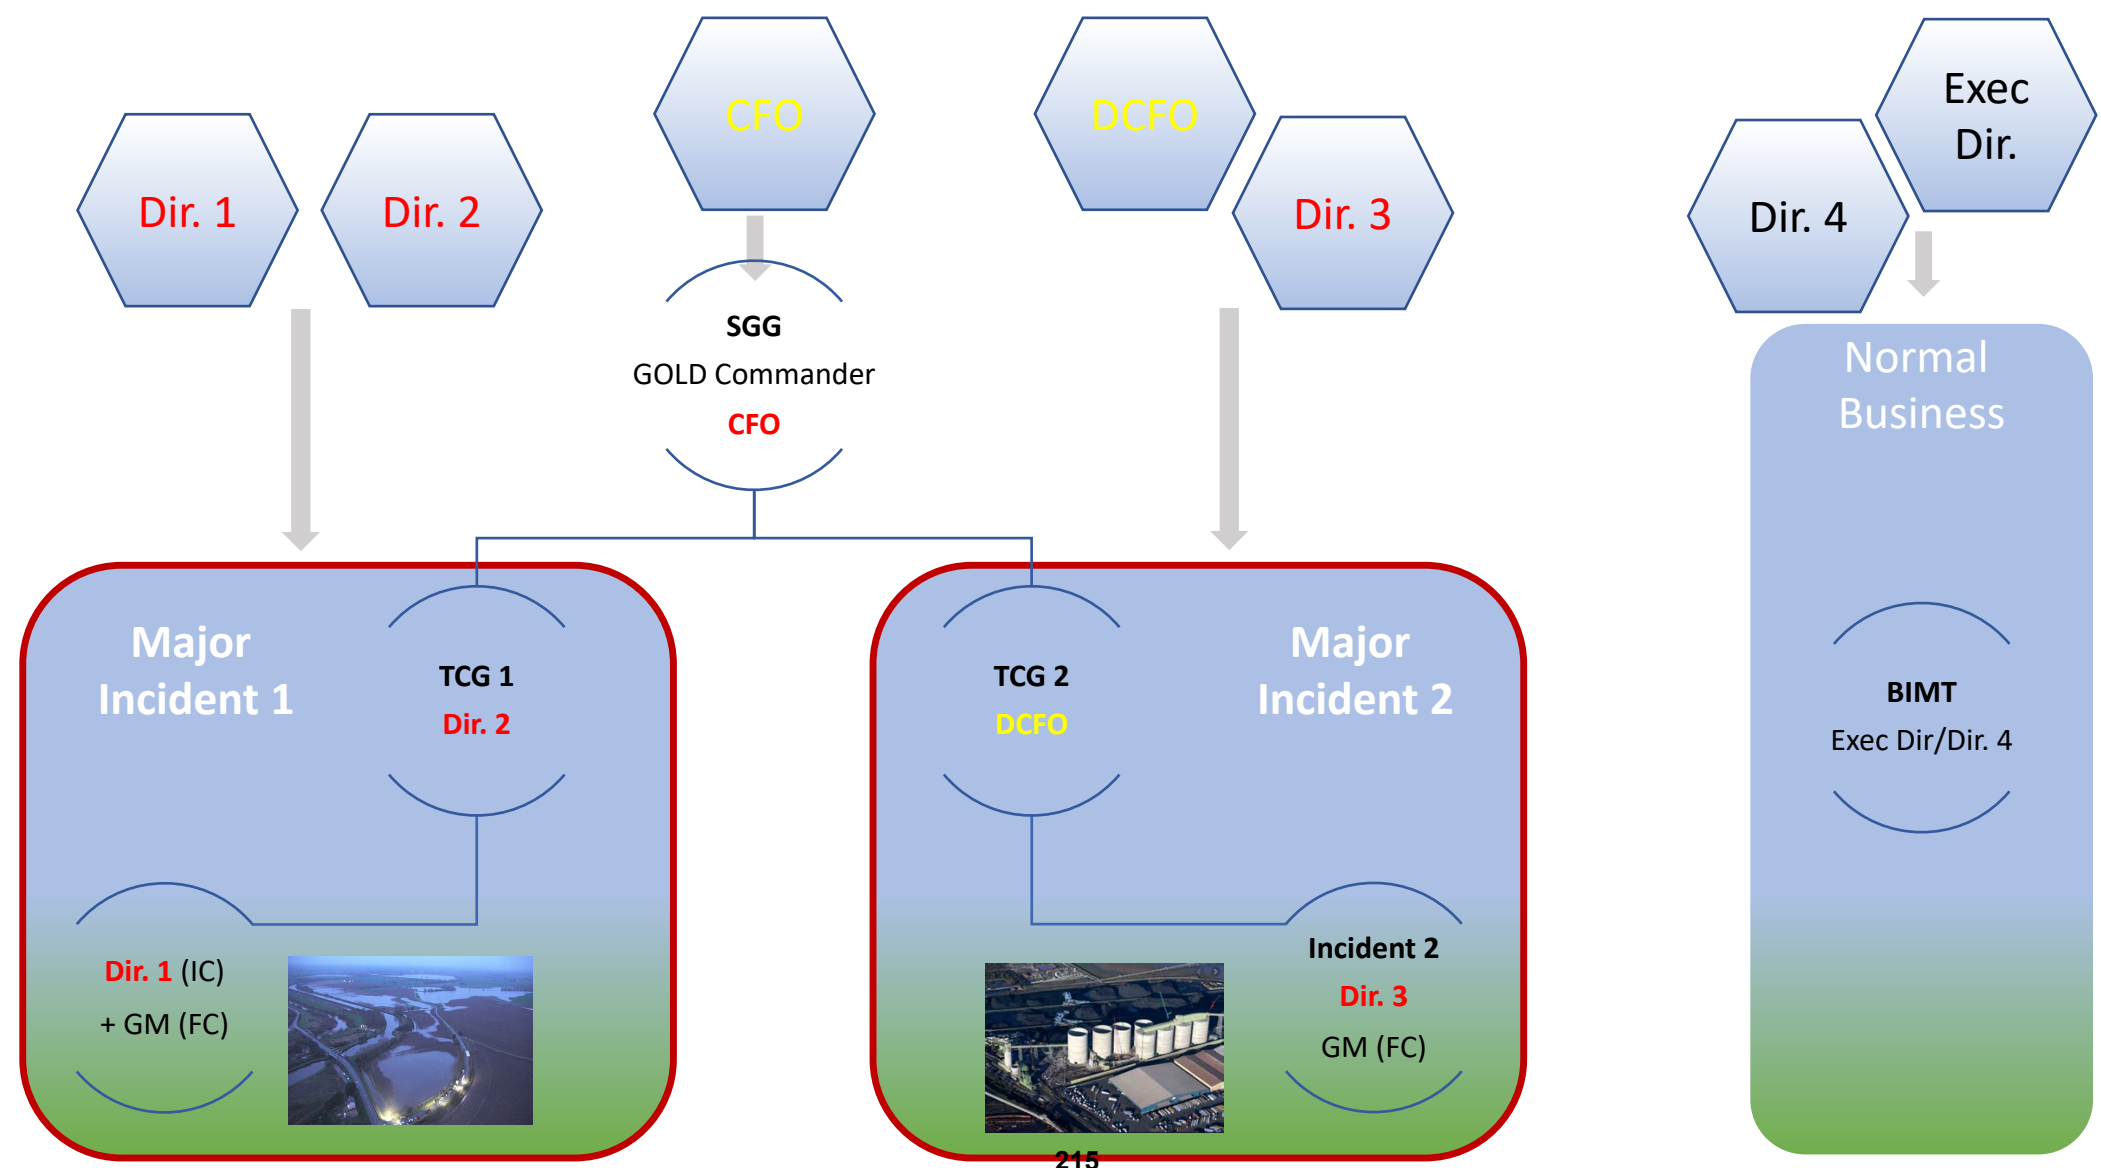 Dir. 1
Dir. 2
CFO
DCFO
Dir. 3
Dir. 4
Exec
Dir.
SGG
GOLD Commander
CFO
Major
Incident 1
TCG 1
Dir. 2
Dir. 1 (IC)
+ GM (FC)
TCG 2
DCFO
Major
Incident 2
Incident 2
Dir. 3
GM (FC)
Normal
Business
BIMT
Exec Dir/Dir. 4
215